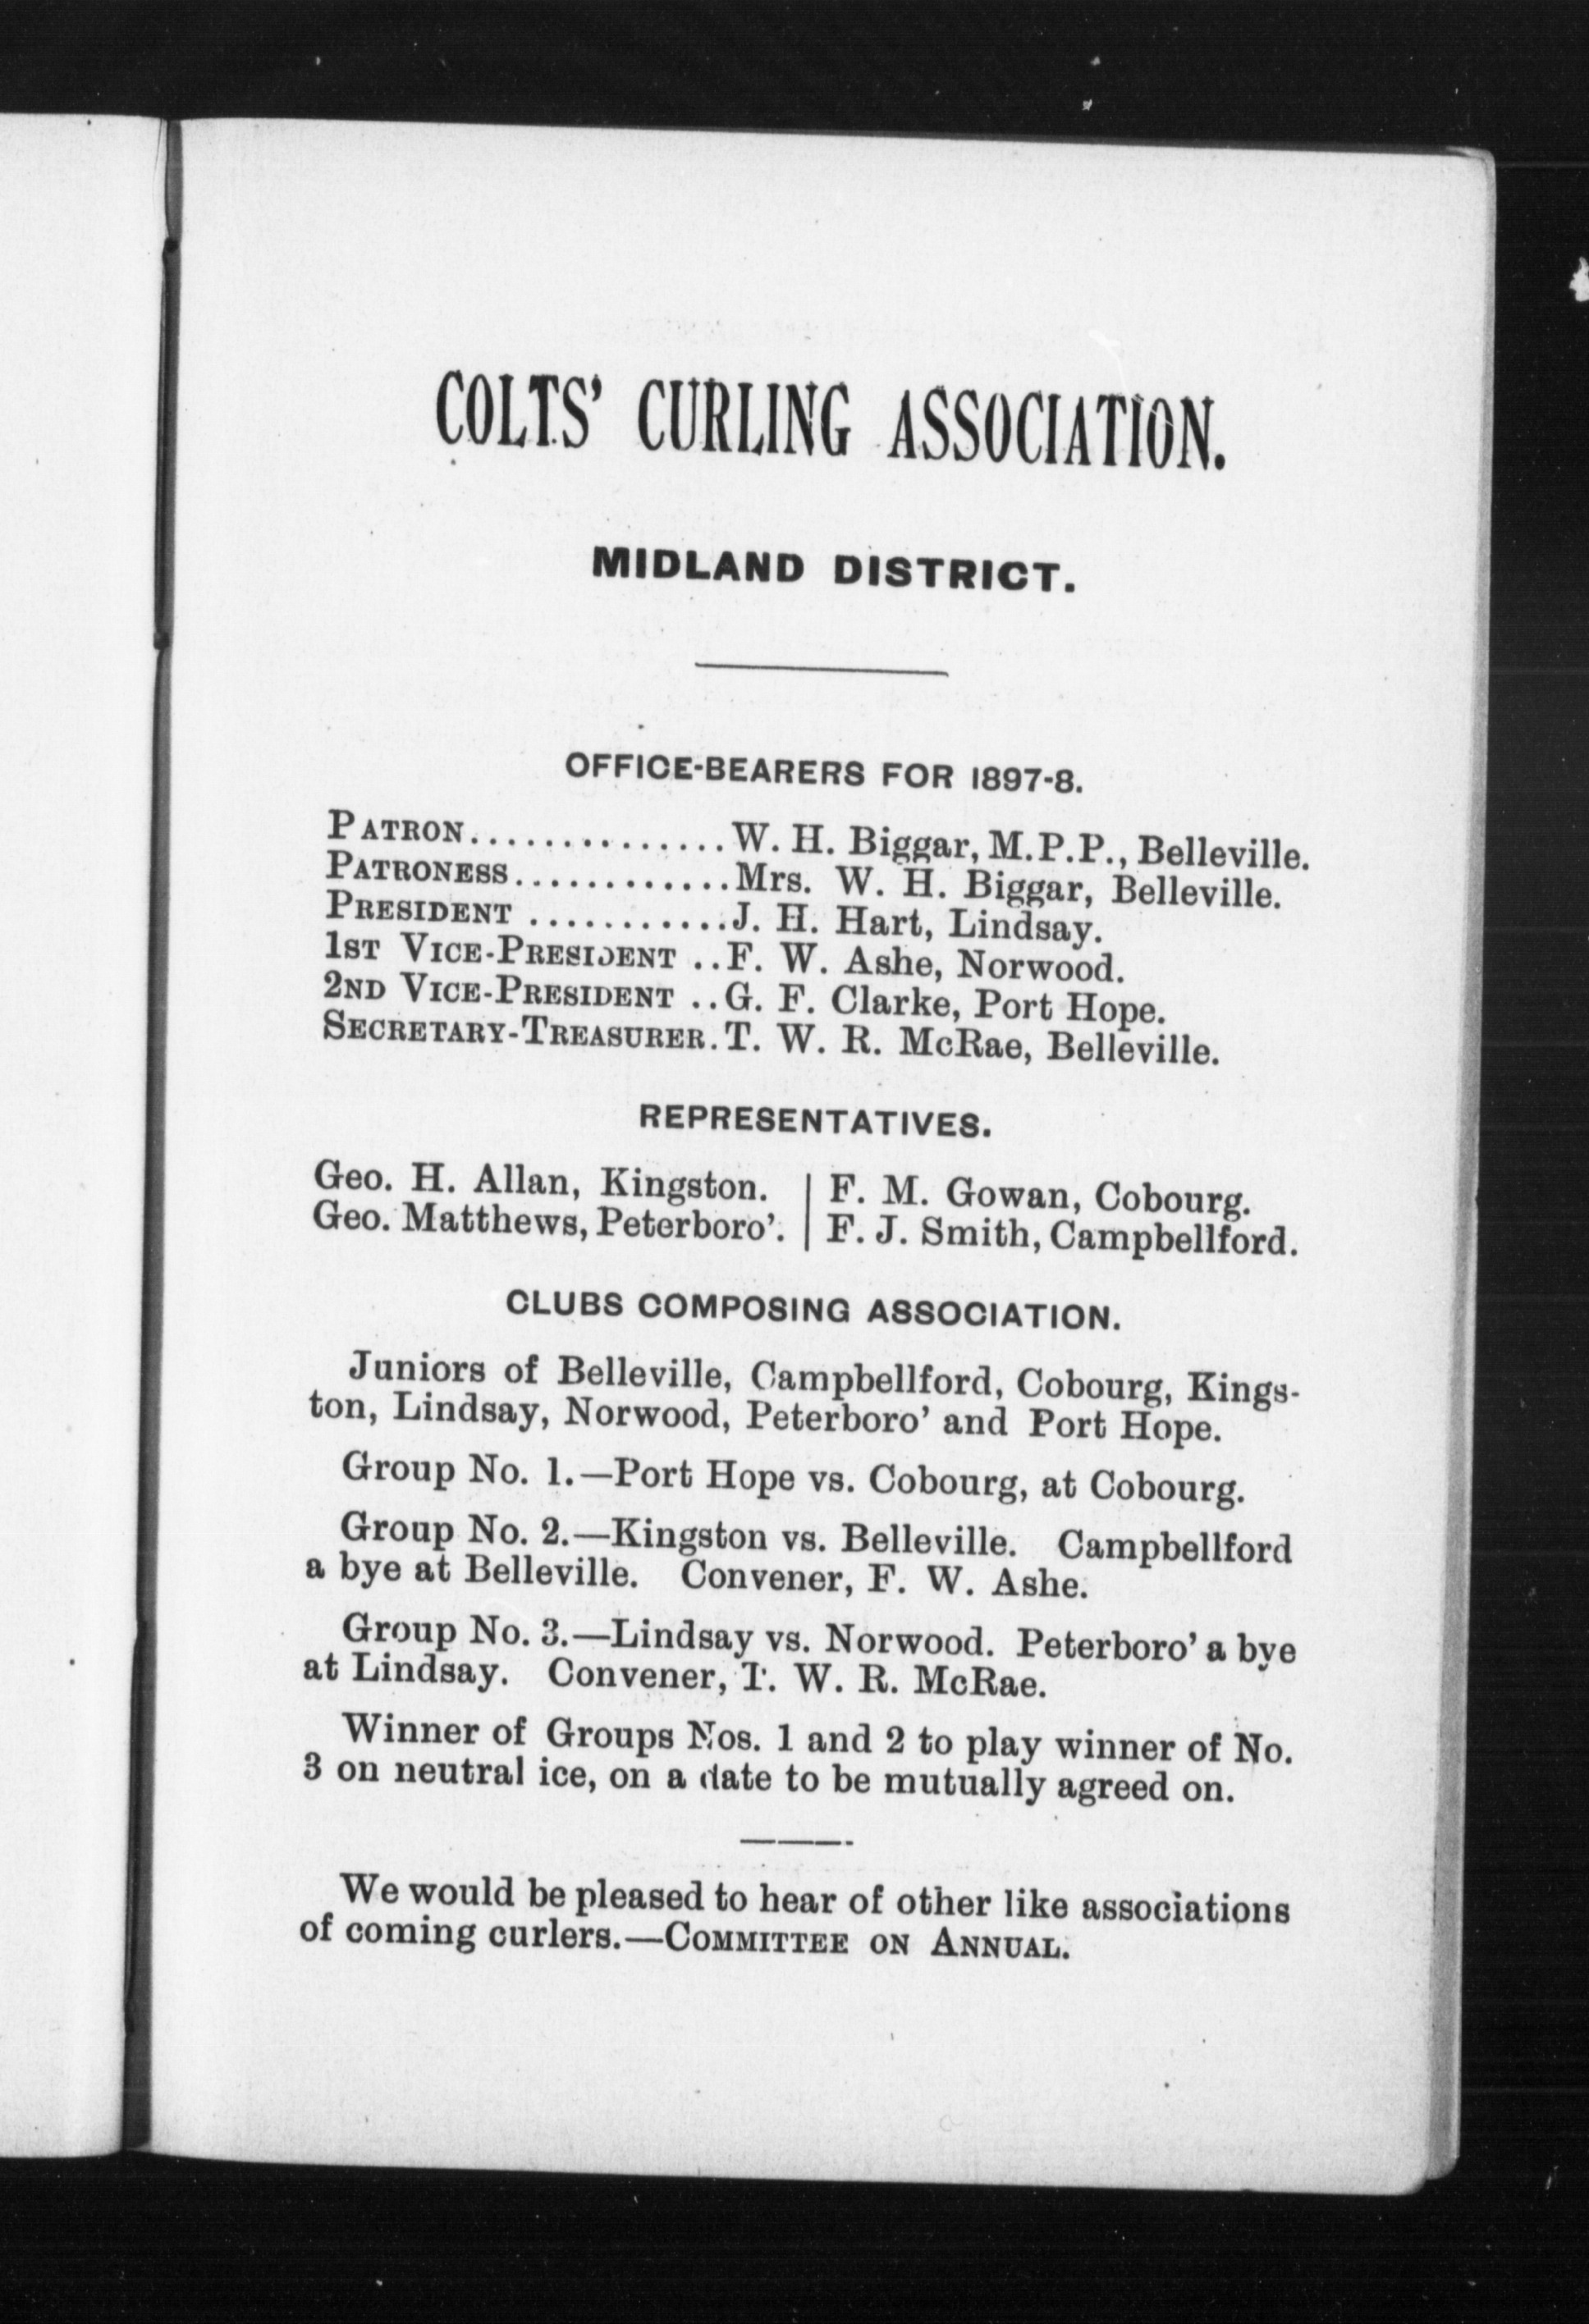 COLTS' CURLING ASSOCIATION.
MIDLAND DISTRICT.
OFFICE-BEARERS FOR 1897-8.
PATRON...............W. H. Biggar, M.P.P., Belleville.
PATRONESS............Mrs. W. H. Biggar, Belleville.
PRESIDENT ...........J. H. Hart, Lindsay.
1ST VICE-PRESIDENT ..F. W. Ashe, Norwood.
2ND VICE-PRESIDENT ..G. F. Clarke, Port Hope.
SECRETARY-TREASURER.T. W. R. McRae, Belleville.
REPRESENTATIVES.
Geo. H. Allan, Kingston. | F. M. Gowan, Cobourg.
Geo. Matthews, Peterboro'. | F. J. Smith, Campbellford.
CLUBS COMPOSING ASSOCIATION.
Juniors of Belleville, Campbellford, Cobourg, Kings-
ton, Lindsay, Norwood, Peterboro' and Port Hope.
Group No. 1.—Port Hope vs. Cobourg, at Cobourg.
Group No. 2.—Kingston vs. Belleville. Campbellford
a bye at Belleville. Convener, F. W. Ashe.
Group No. 3.—Lindsay vs. Norwood. Peterboro' a bye
at Lindsay. Convener, T. W. R. McRae.
Winner of Groups Nos. 1 and 2 to play winner of No.
3 on neutral ice, on a date to be mutually agreed on.
We would be pleased to hear of other like associations
of coming curlers.—COMMITTEE ON ANNUAL.